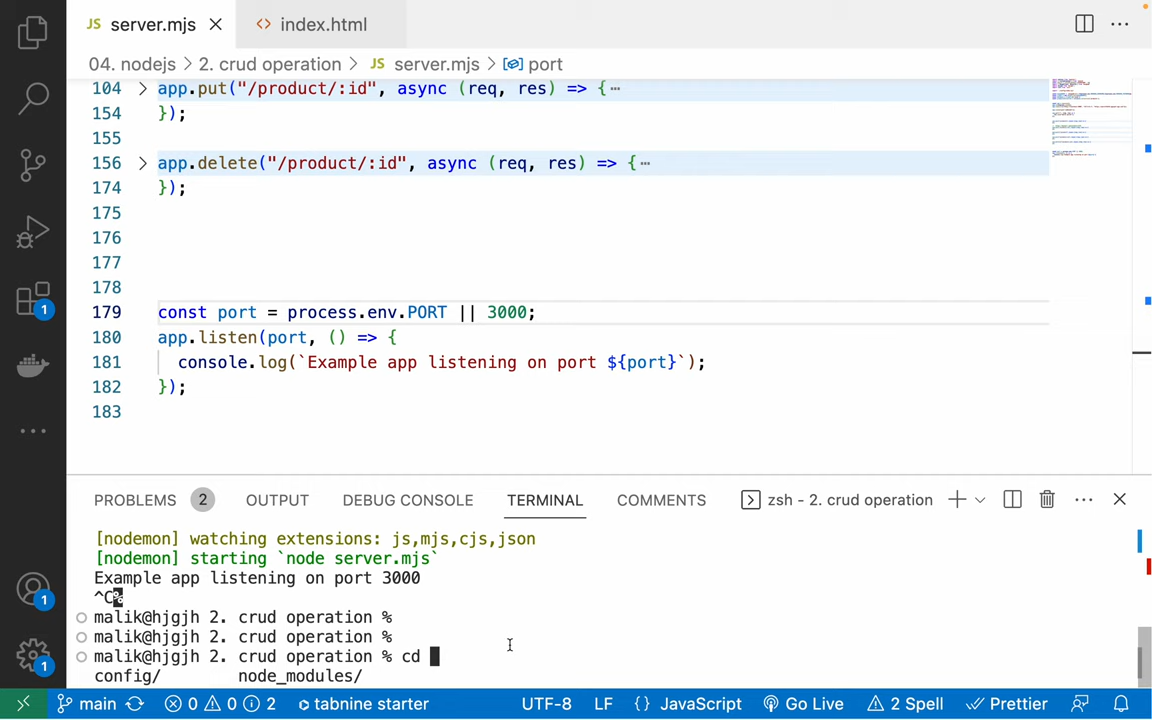 JS server.mjs
<> index.html
04. nodejs > 2. crud operation > JS server.mjs > port
104 app.put("/product/:id", async (req, res) => {…
154 });
155
156 app.delete("/product/:id", async (req, res) => {…
174 });
175
176
177
178
179 const port = process.env.PORT || 3000;
180 app.listen(port, () => {
181 console.log(`Example app listening on port ${port}`);
182 });
183
PROBLEMS 2 OUTPUT DEBUG CONSOLE TERMINAL COMMENTS zsh - 2. crud operation
[nodemon] watching extensions: js,mjs,cjs,json
[nodemon] starting `node server.mjs`
Example app listening on port 3000
^C%
malik@hjgjh 2. crud operation %
malik@hjgjh 2. crud operation %
malik@hjgjh 2. crud operation % cd
config/ node_modules/
1
1
1
main 0 0 2 tabnine starter UTF-8 LF {} JavaScript Go Live 2 Spell Prettier